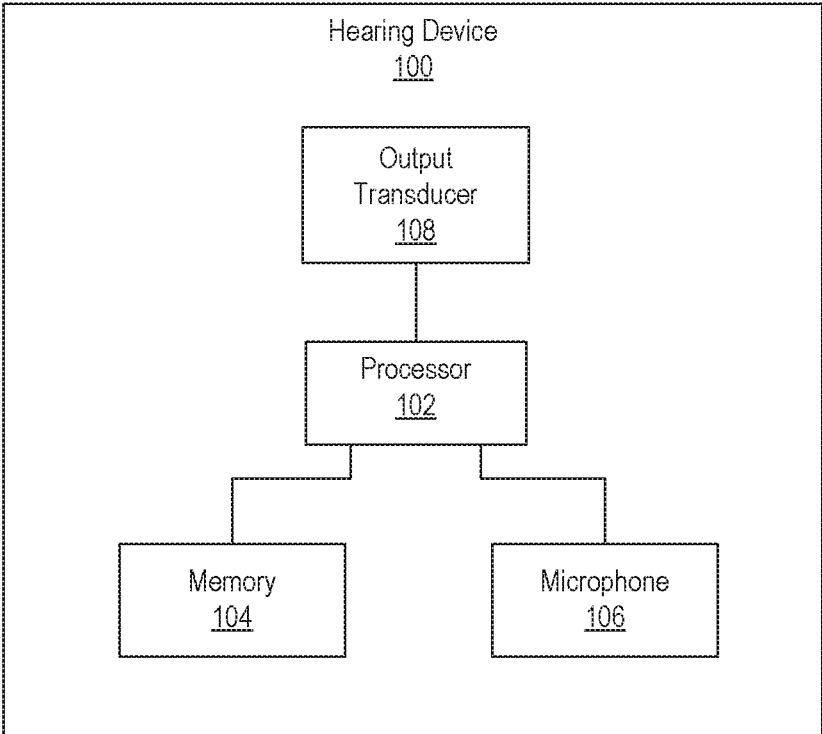 Hearing Device
100
Output
Transducer
108
Processor
102
Memory
104
Microphone
106